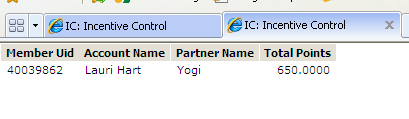 IC: Incentive Control IC: Incentive Control
Member Uid Account Name Partner Name Total Points
40039862 Lauri Hart Yogi 650.0000